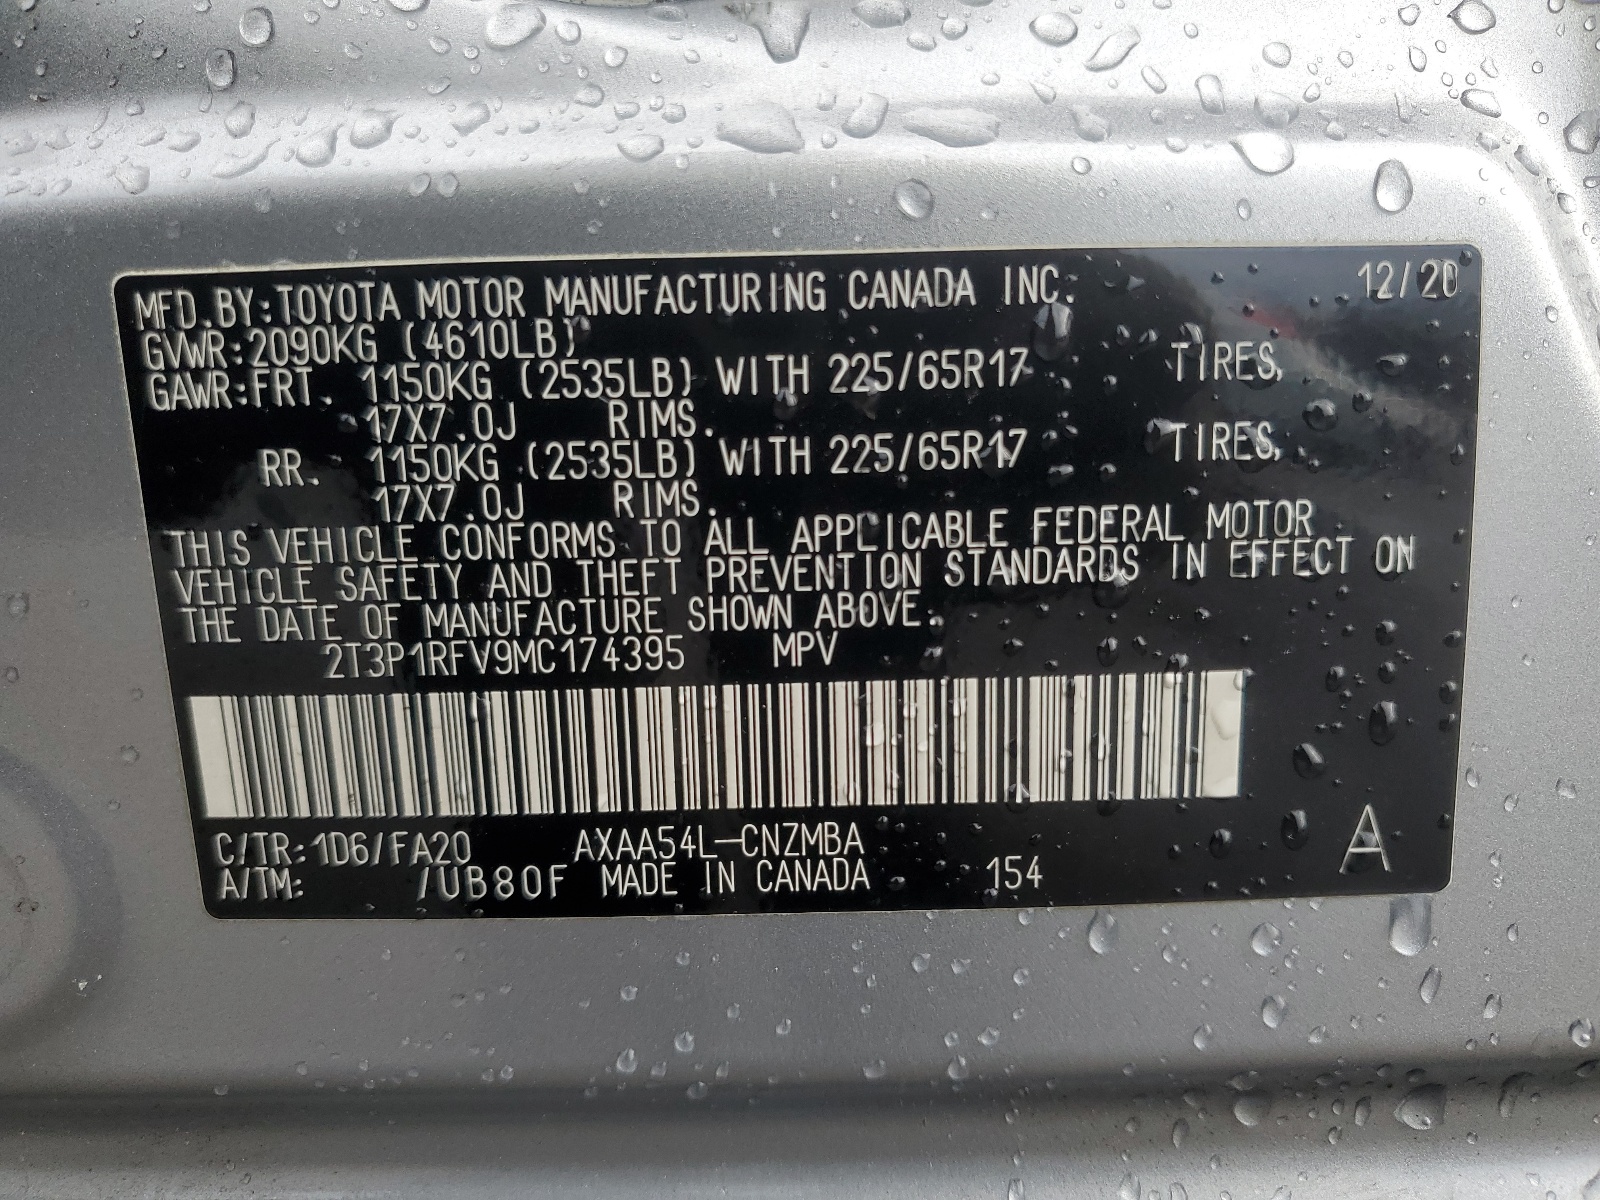 MFD.BY:TOYOTA MOTOR MANUFACTURING CANADA INC. 12/20
GVWR:2090KG (4610LB)
GAWR:FRT. 1150KG (2535LB) WITH 225/65R17 TIRES,
17X7.0J RIMS.
RR. 1150KG (2535LB) WITH 225/65R17 TIRES,
17X7.0J RIMS.
THIS VEHICLE CONFORMS TO ALL APPLICABLE FEDERAL MOTOR
VEHICLE SAFETY AND THEFT PREVENTION STANDARDS IN EFFECT ON
THE DATE OF MANUFACTURE SHOWN ABOVE.
2T3P1RFV9MC174395 MPV
C/TR:1D6/FA20 AXAA54L-CNZMBA
A/TM: /UB80F MADE IN CANADA 154 A